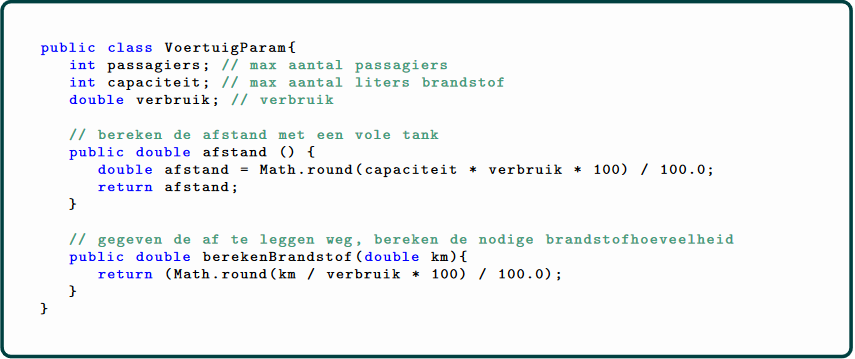 public class VoertuigParam{
int passagiers; // max aantal passagiers
int capaciteit; // max aantal liters brandstof
double verbruik; // verbruik
// bereken de afstand met een vole tank
public double afstand () {
double afstand = Math.round(capaciteit * verbruik * 100) / 100.0;
return afstand;
}
// gegeven de af te leggen weg, bereken de nodige brandstofhoeveelheid
public double berekenBrandstof(double km){
return (Math.round(km / verbruik * 100) / 100.0);
}
}